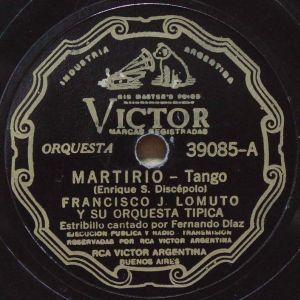 INDUSTRIA ARGENTINA
HIS MASTER'S VOICE
VICTOR
MARCAS REGISTRADAS
ORQUESTA 39085-A
MARTIRIO - Tango
(Enrique S. Discépolo)
FRANCISCO J. LOMUTO
Y SU ORQUESTA TIPICA
Estribillo cantado por Fernando Díaz
EJECUCION PUBLICA Y RADIO - TRANSMISION
RESERVADAS POR RCA VICTOR ARGENTINA
RCA VICTOR ARGENTINA
BUENOS AIRES